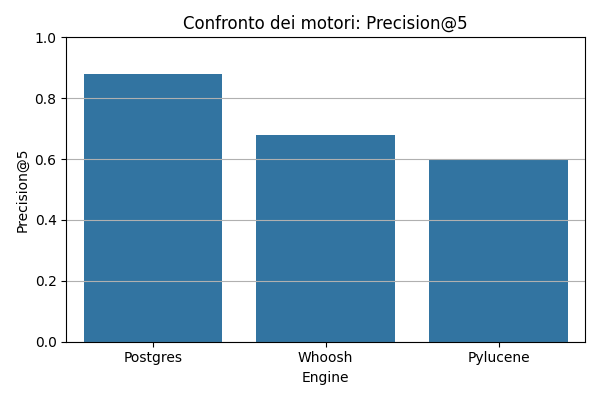 Confronto dei motori: Precision@5
Precision@5
1.0
0.8
0.6
0.4
0.2
0.0
Postgres
Whoosh
Pylucene
Engine